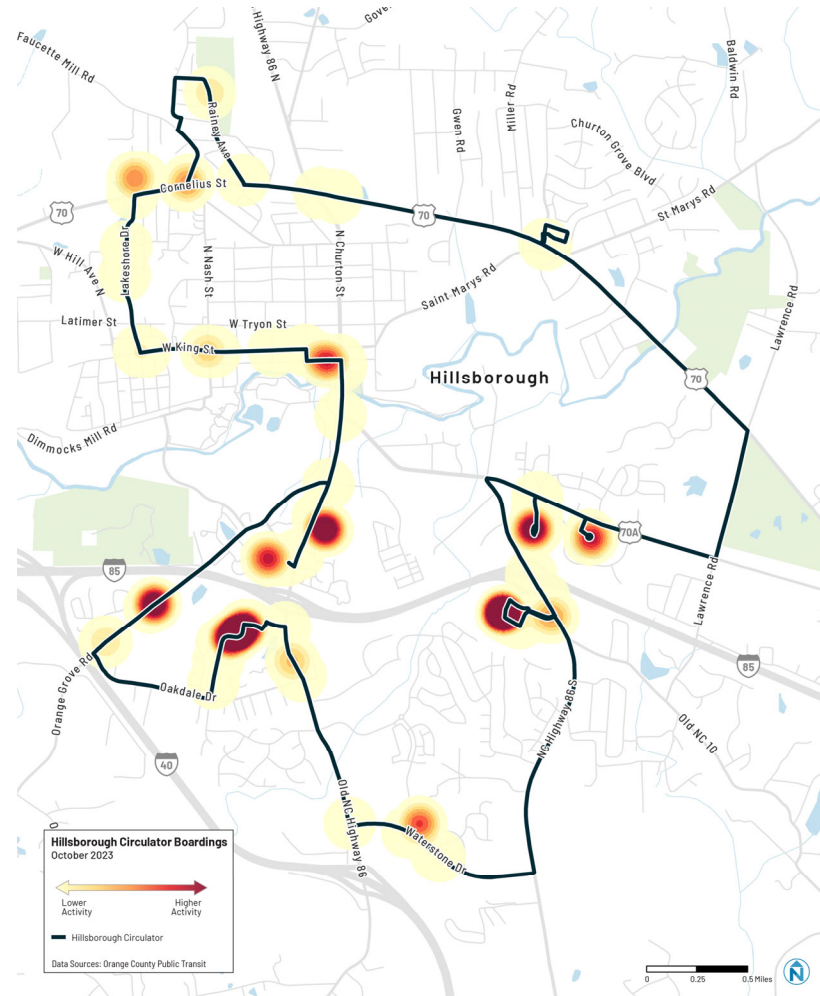 Faucette Mill Rd
Highway 86 N
Gove
Baldwin Rd
Rainey Ave
Gwen Rd
Miller Rd
Churton Grove Blvd
Cornelius St
St Marys Rd
70
70
W Hill Ave N
Lakeshore Dr
N Nash St
N Churton St
Saint Marys Rd
Lawrence Rd
Latimer St
W Tryon St
W King St
Hillsborough
70
Dimmocks Mill Rd
70A
85
Lawrence Rd
Orange Grove Rd
85
Oakdale Dr
NC Highway 86 S
Old NC 10
40
Old NC Highway 86
Waterstone Dr
Hillsborough Circulator Boardings
October 2023
Lower
Activity
Higher
Activity
Hillsborough Circulator
Data Sources: Orange County Public Transit
0 0.25 0.5 Miles
N